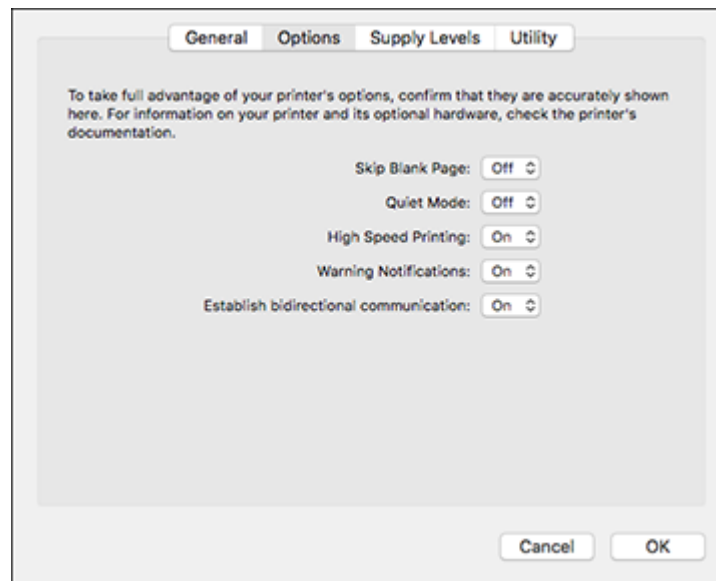 General Options Supply Levels Utility
To take full advantage of your printer's options, confirm that they are accurately shown
here. For information on your printer and its optional hardware, check the printer's
documentation.
Skip Blank Page: Off
Quiet Mode: Off
High Speed Printing: On
Warning Notifications: On
Establish bidirectional communication: On
Cancel OK